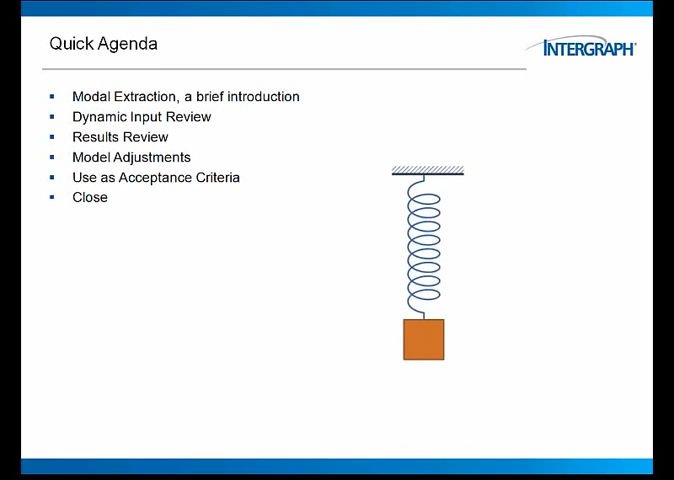 Quick Agenda
INTERGRAPH
Modal Extraction, a brief introduction
Dynamic Input Review
Results Review
Model Adjustments
Use as Acceptance Criteria
Close